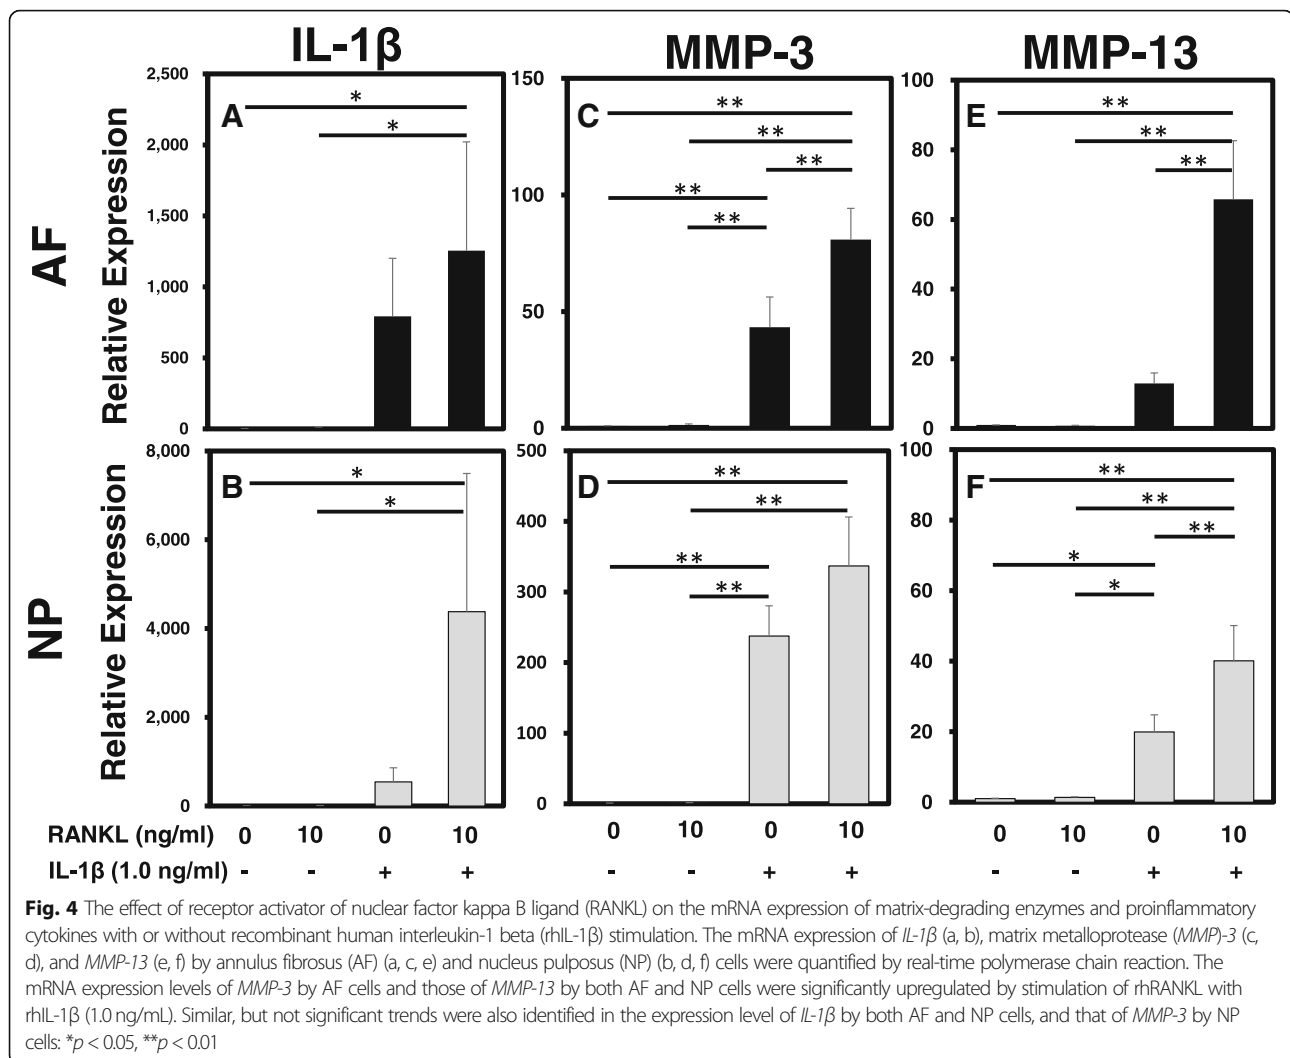 IL-1β MMP-3 MMP-13
AF
Relative Expression
A
2,500
2,000
1,500
1,000
500
0
*
*
C
150
100
50
0
**
**
**
**
**
E
100
80
60
40
20
0
**
**
**
NP
Relative Expression
B
8,000
6,000
4,000
2,000
0
*
*
D
500
400
300
200
100
0
**
**
**
**
F
100
80
60
40
20
0
**
**
**
*
*
RANKL (ng/ml) 0 10 0 10 0 10 0 10 0 10 0 10
IL-1β (1.0 ng/ml) - - + + - - + + - - + +
Fig. 4 The effect of receptor activator of nuclear factor kappa B ligand (RANKL) on the mRNA expression of matrix-degrading enzymes and proinflammatory
cytokines with or without recombinant human interleukin-1 beta (rhIL-1β) stimulation. The mRNA expression of IL-1β (a, b), matrix metalloprotease (MMP)-3 (c,
d), and MMP-13 (e, f) by annulus fibrosus (AF) (a, c, e) and nucleus pulposus (NP) (b, d, f) cells were quantified by real-time polymerase chain reaction. The
mRNA expression levels of MMP-3 by AF cells and those of MMP-13 by both AF and NP cells were significantly upregulated by stimulation of rhRANKL with
rhIL-1β (1.0 ng/mL). Similar, but not significant trends were also identified in the expression level of IL-1β by both AF and NP cells, and that of MMP-3 by NP
cells: *p < 0.05, **p < 0.01